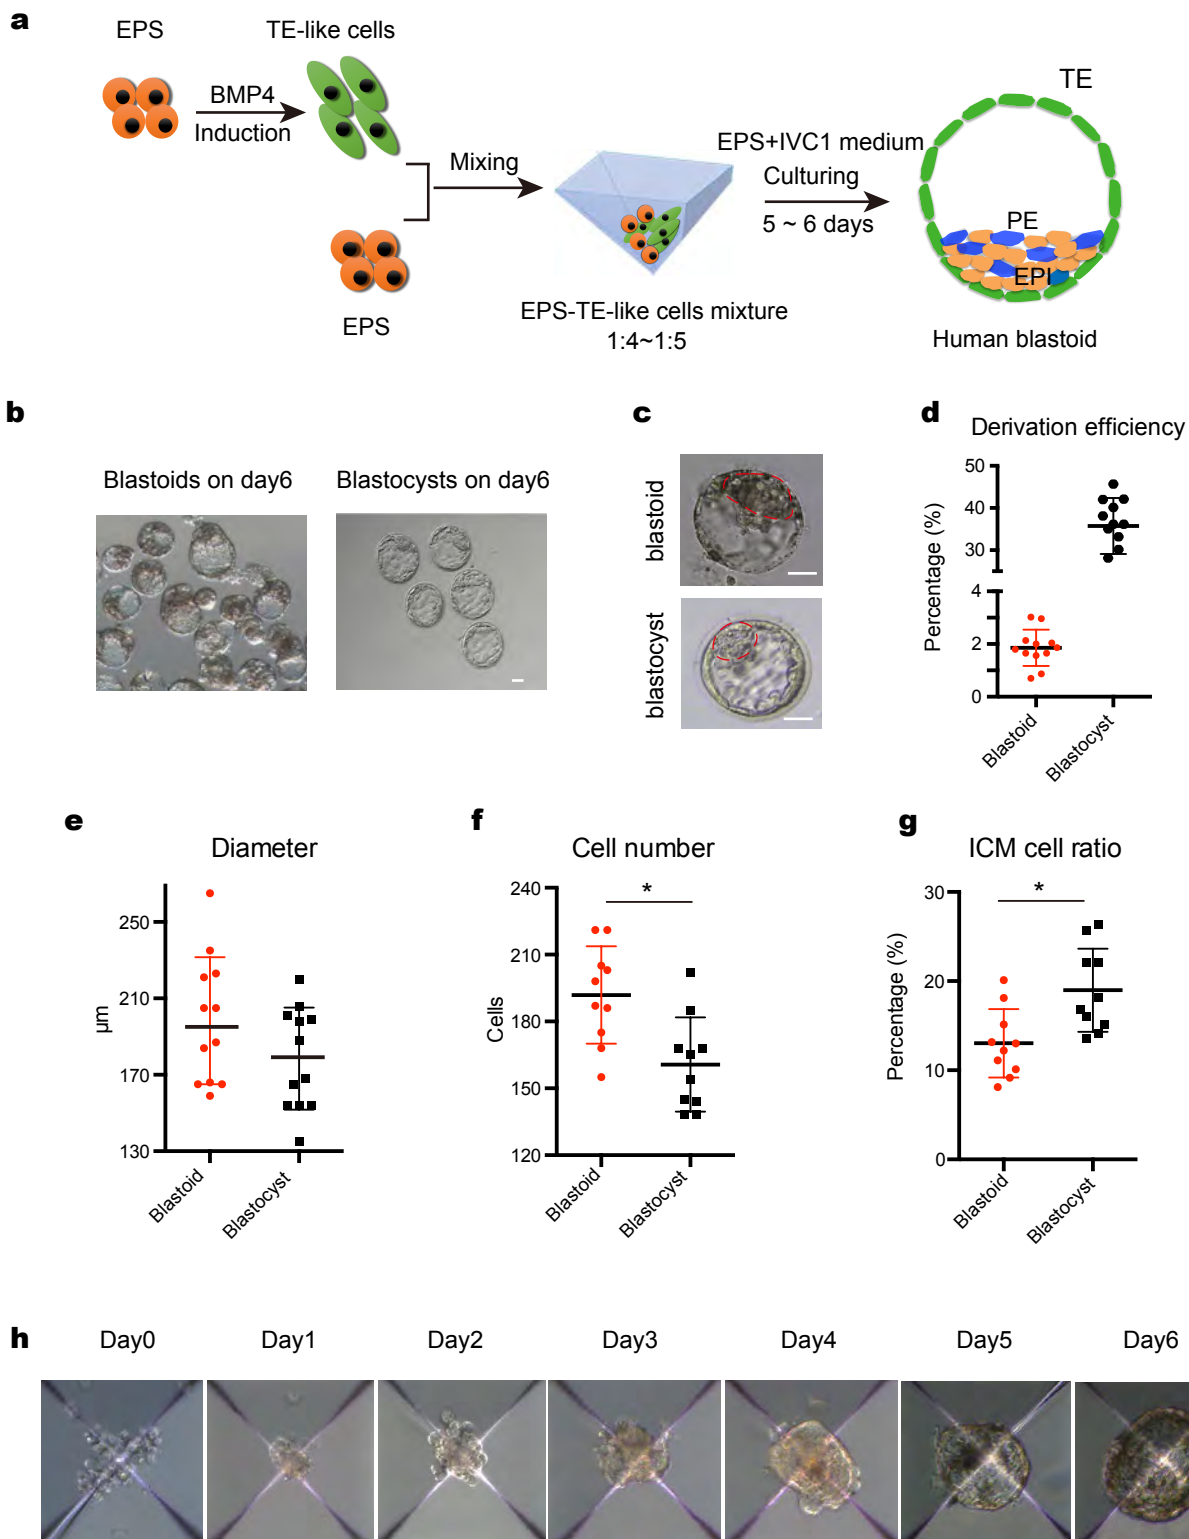 a
EPS
TE-like cells
BMP4
Induction
EPS
Mixing
EPS-TE-like cells mixture
1:4~1:5
EPS+IVC1 medium
Culturing
5 ~ 6 days
TE
PE
EPI
Human blastoid
b
Blastoids on day6
Blastocysts on day6
c
blastoid
blastocyst
d
Derivation efficiency
Percentage (%)
50
40
30
4
2
0
Blastoid
Blastocyst
e
Diameter
µm
250
210
170
130
Blastoid
Blastocyst
f
Cell number
Cells
240
210
180
150
120
*
Blastoid
Blastocyst
g
ICM cell ratio
Percentage (%)
30
20
10
0
*
Blastoid
Blastocyst
h
Day0
Day1
Day2
Day3
Day4
Day5
Day6